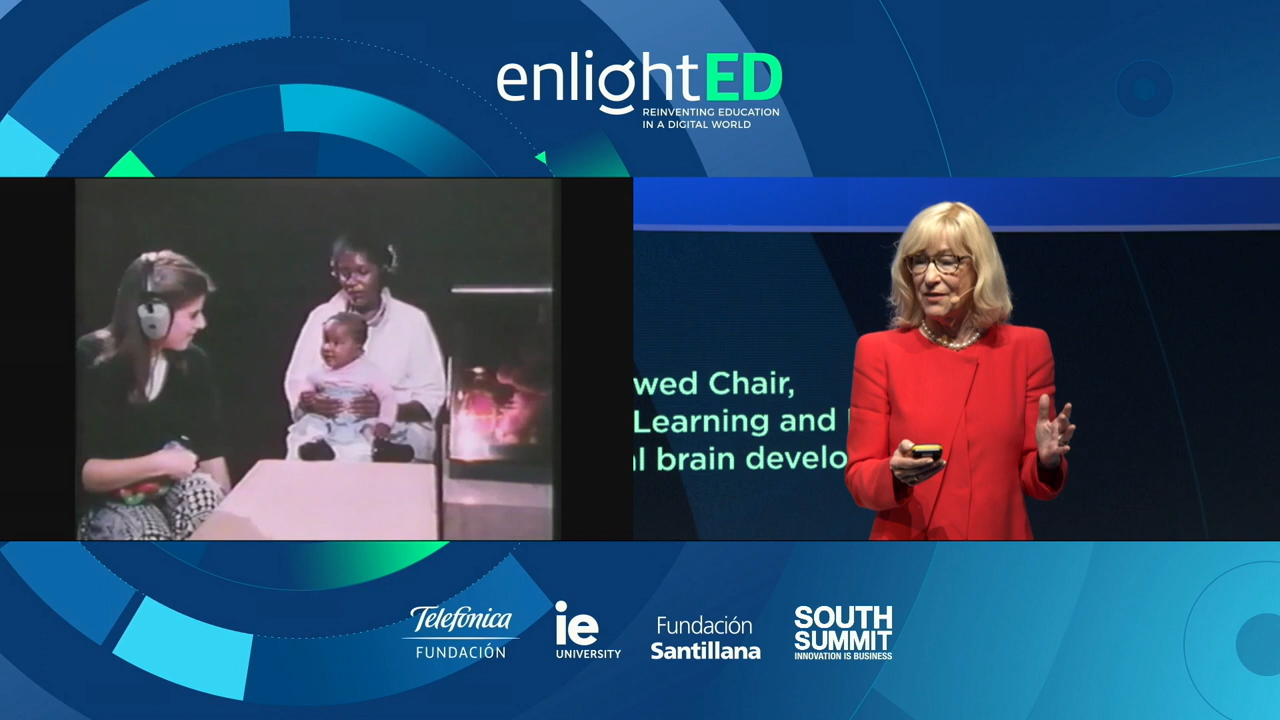 enlightED
REINVENTING EDUCATION
IN A DIGITAL WORLD
wed Chair,
Learning and
l brain develo
Telefónica
FUNDACIÓN
ie
UNIVERSITY
Fundación
Santillana
SOUTH
SUMMIT
INNOVATION IS BUSINESS